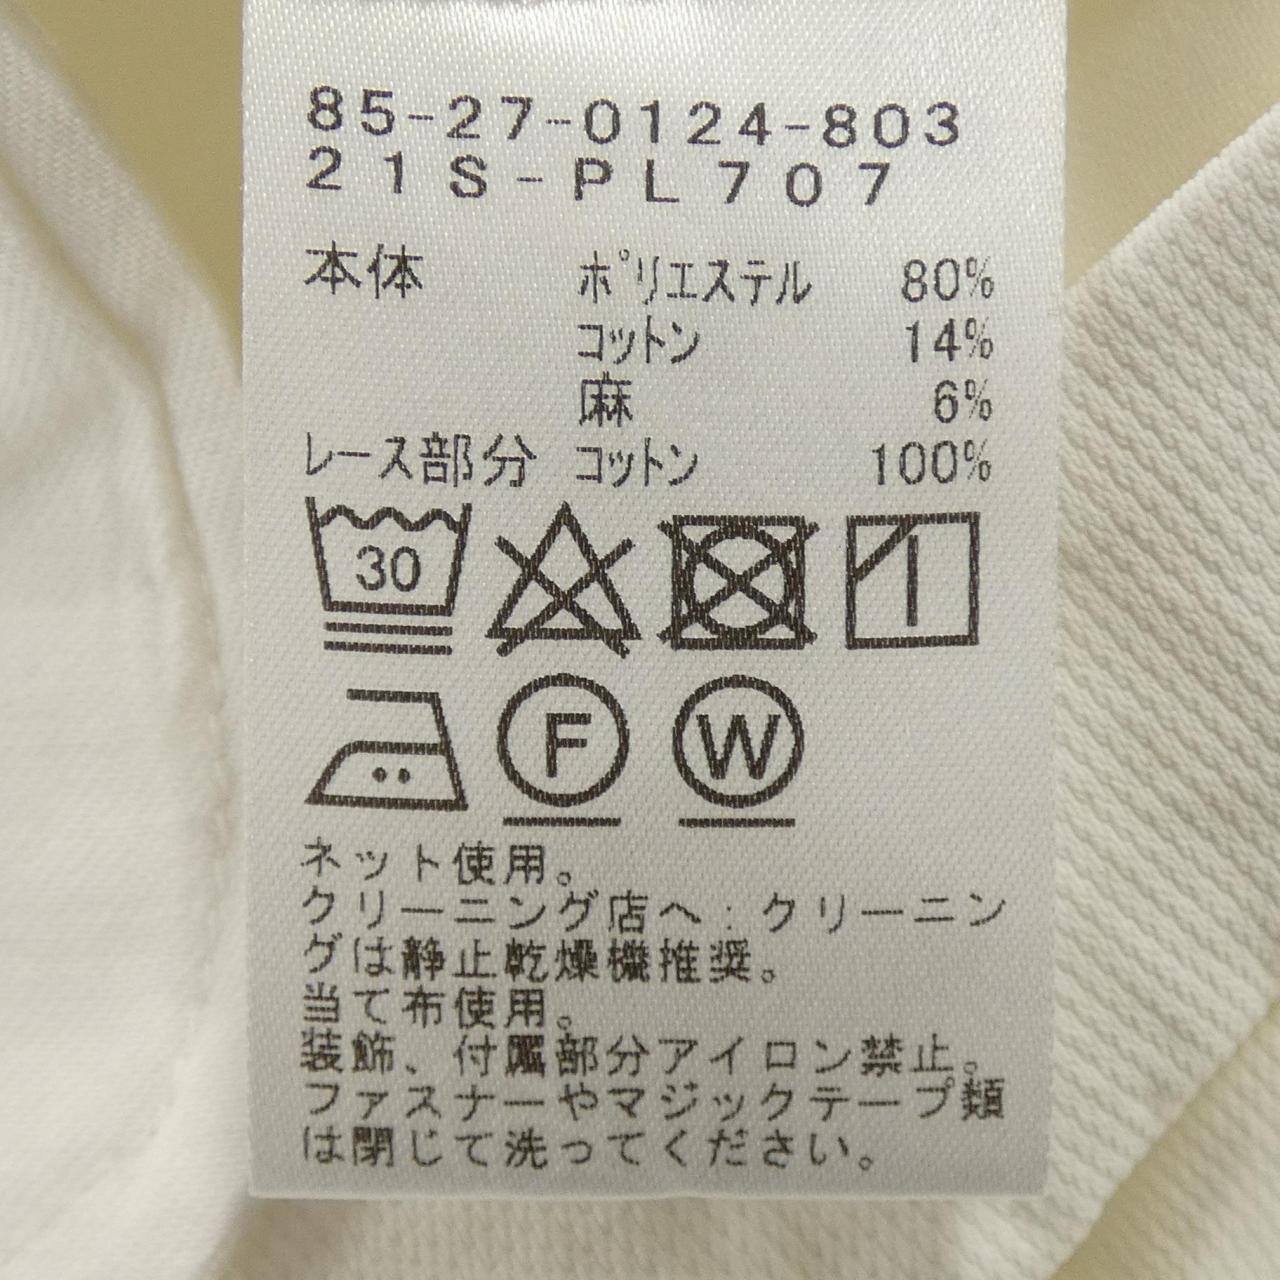 85-27-0124-803
21S-PL707
本体 ポリエステル 80%
コットン 14%
麻 6%
レース部分 コットン 100%
30
F W
ネット使用。
クリーニング店へ:クリーニン
グは静止乾燥機推奨。
当て布使用。
装飾、付属部分アイロン禁止。
ファスナーやマジックテープ類
は閉じて洗ってください。